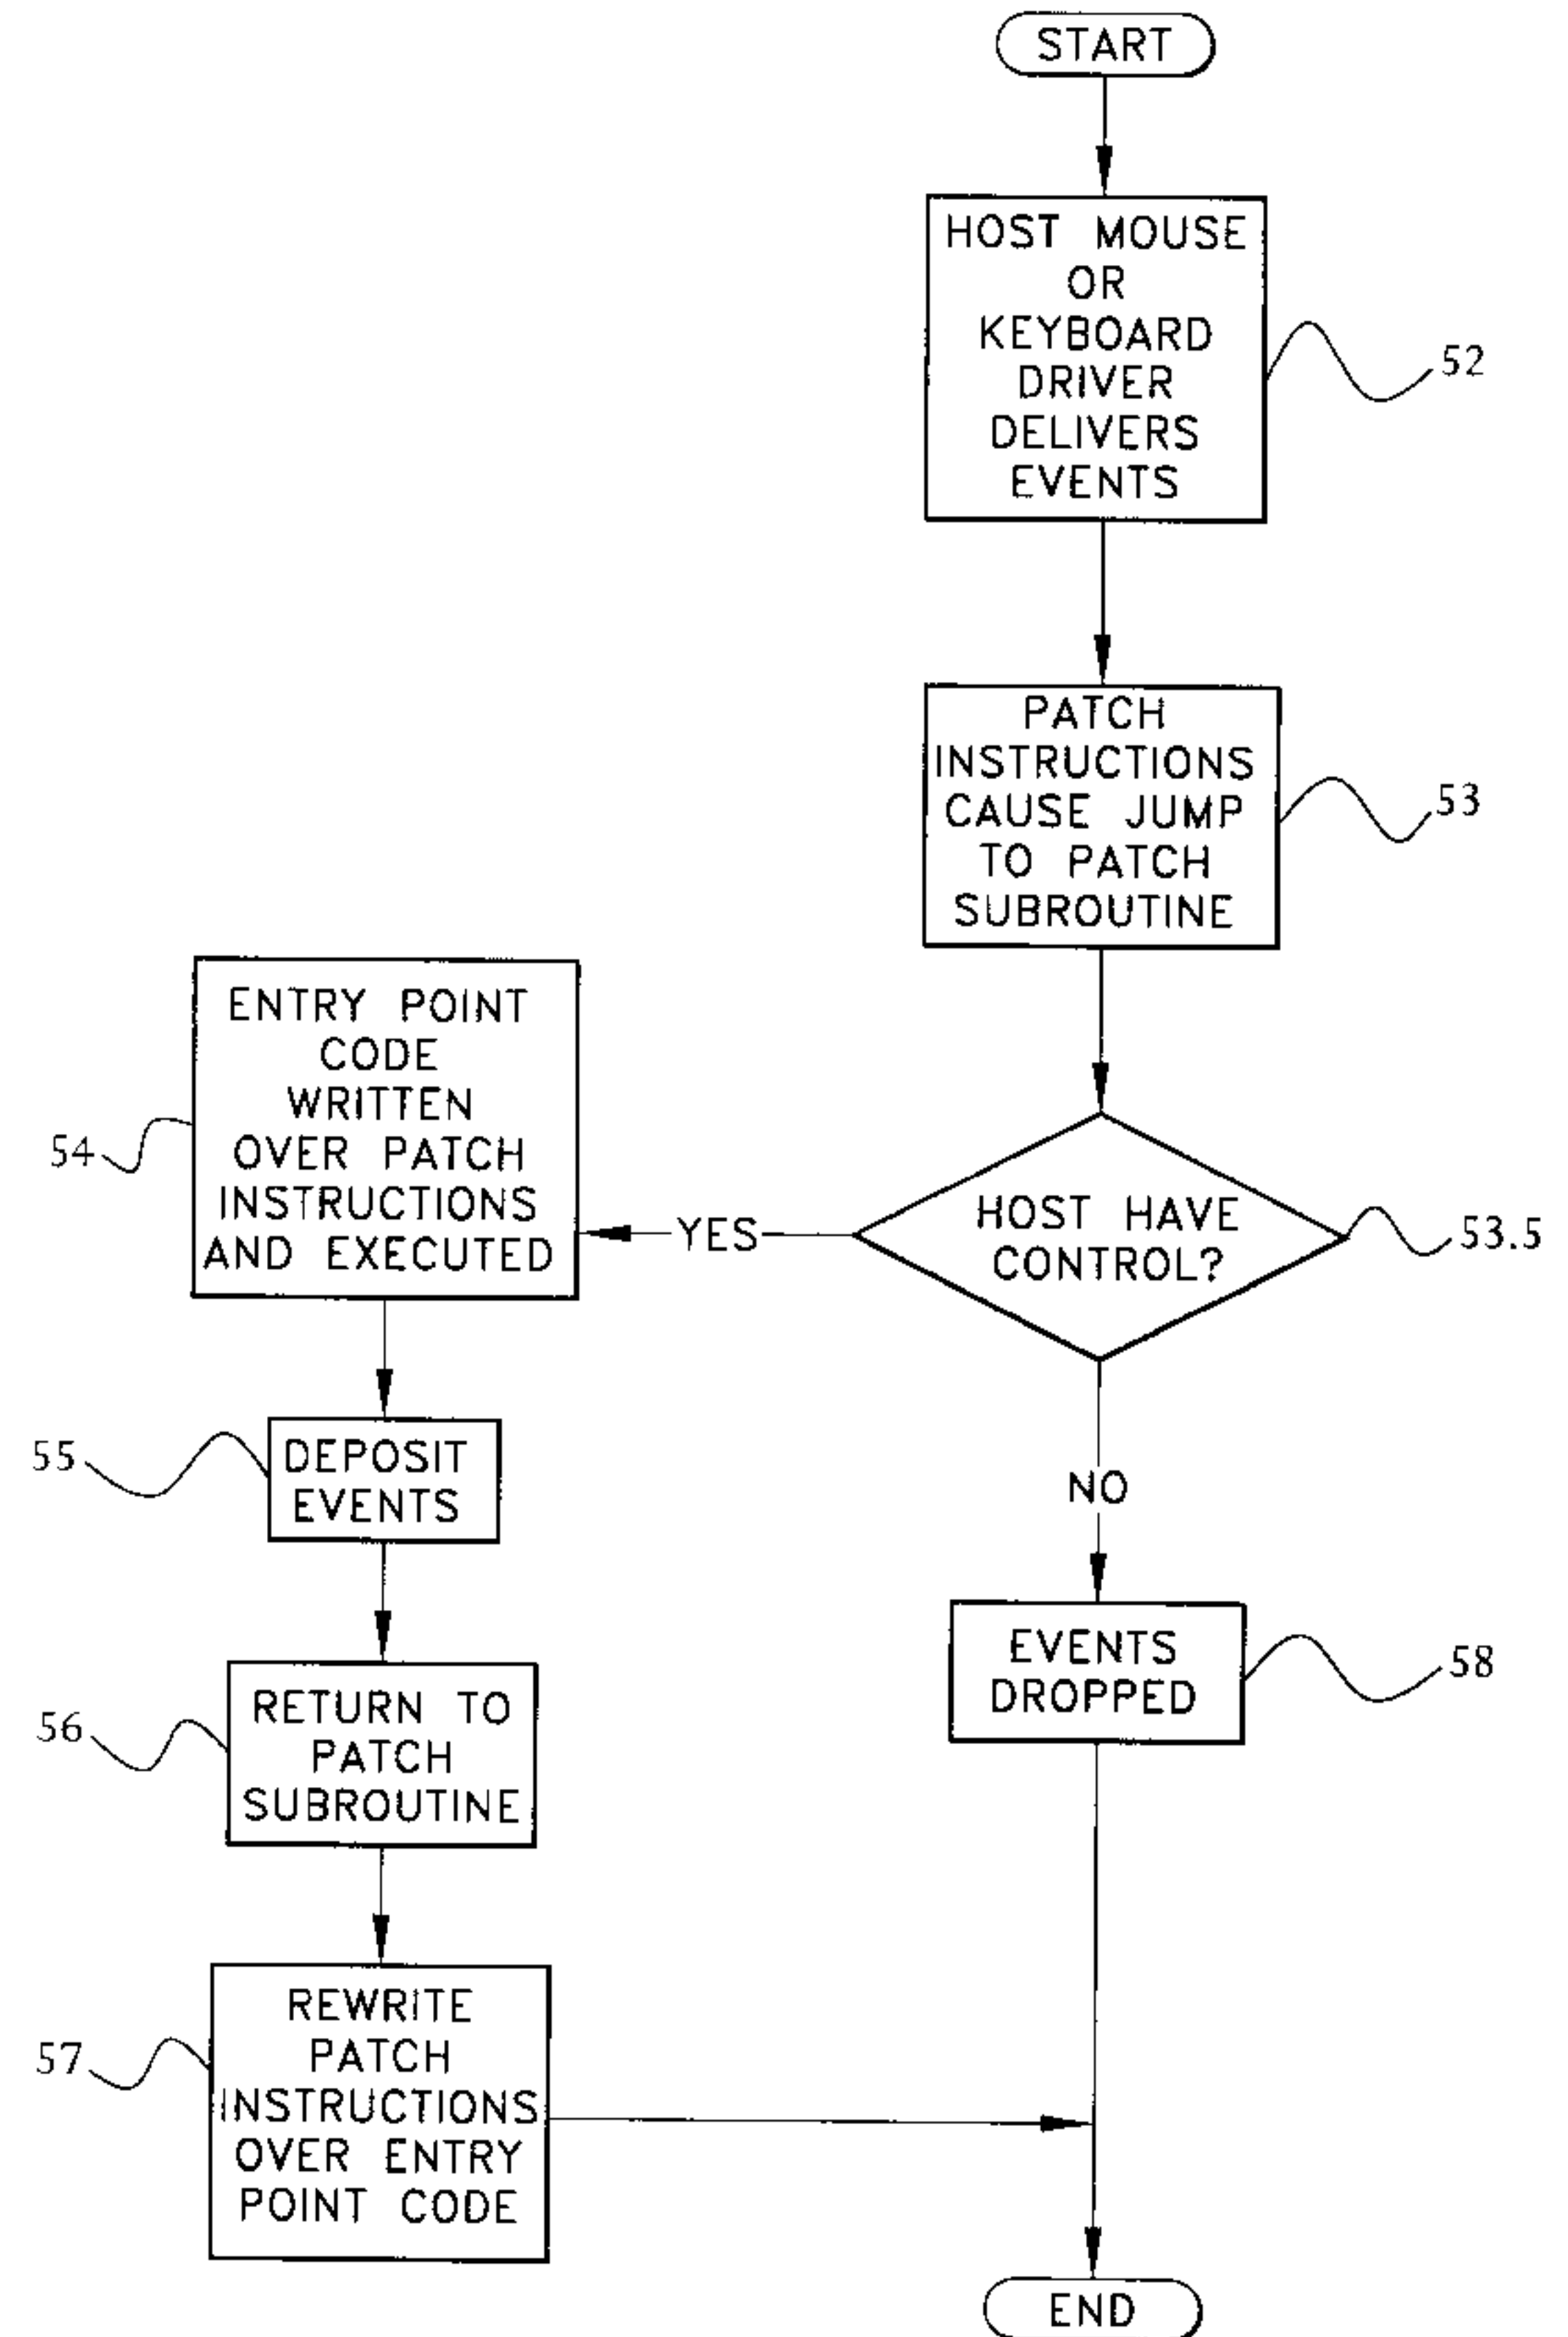 START
HOST MOUSE
OR
KEYBOARD
DRIVER
DELIVERS
EVENTS
52
PATCH
INSTRUCTIONS
CAUSE JUMP
TO PATCH
SUBROUTINE
53
HOST HAVE
CONTROL?
53.5
YES
ENTRY POINT
CODE
WRITTEN
OVER PATCH
INSTRUCTIONS
AND EXECUTED
54
DEPOSIT
EVENTS
55
RETURN TO
PATCH
SUBROUTINE
56
REWRITE
PATCH
INSTRUCTIONS
OVER ENTRY
POINT CODE
57
NO
EVENTS
DROPPED
58
END